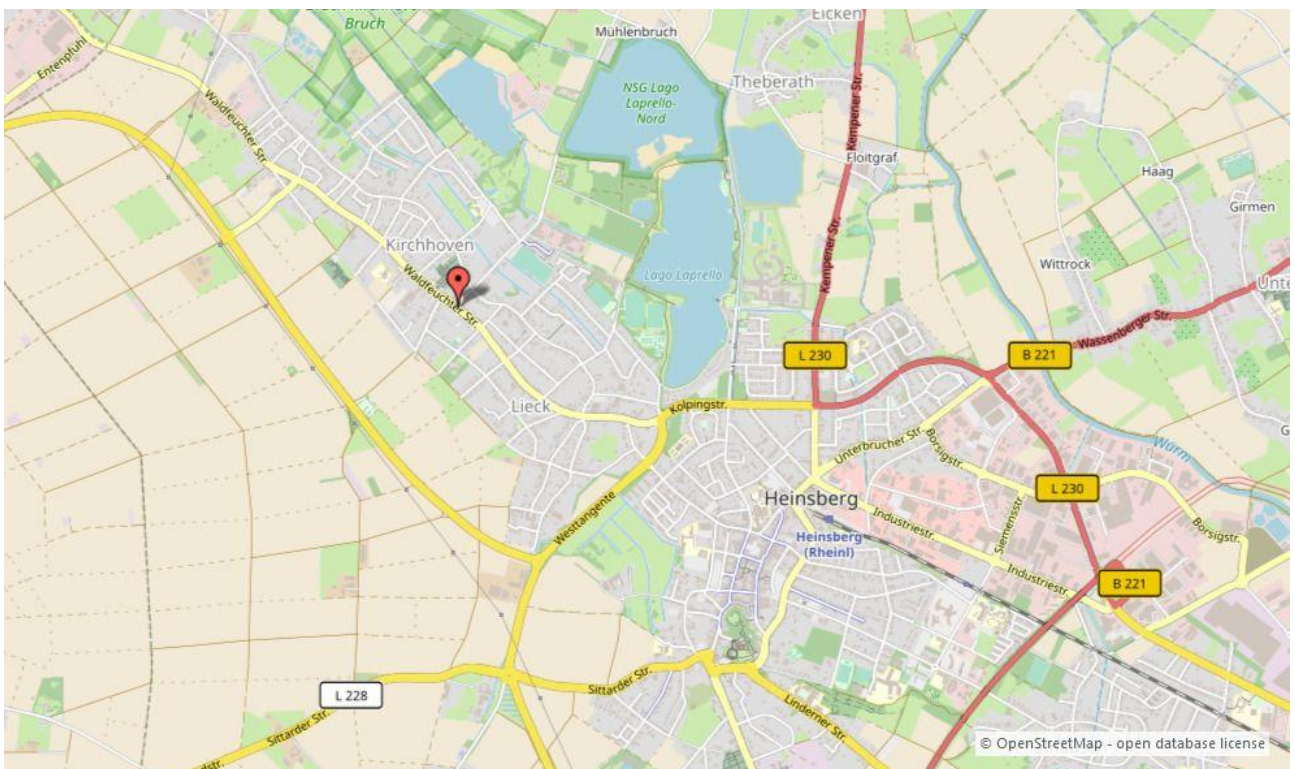 Bruch
Mühlenbruch
Eicken
Entenpfuhl
NSG Lago
Laprello-
Nord
Theberath
Kempener Str.
Waldfeuchter Str.
Floitgraf
Haag
Girmen
Kirchhoven
Lago Laprello
Kempener Str.
Wittrock
Waldfeuchter Str.
Wassenberger Str.
L 230
B 221
Lieck
Kolpingstr.
Unterbrucher Str.
Borsigstr.
Wurm
L 230
Heinsberg
Westtangente
Industriestr.
Siemensstr.
Borsigstr.
Heinsberg
(Rheinl)
Industriestr.
B 221
L 228
Sittarder Str.
Linderner Str.
Sittarder Str.
© OpenStreetMap - open database license